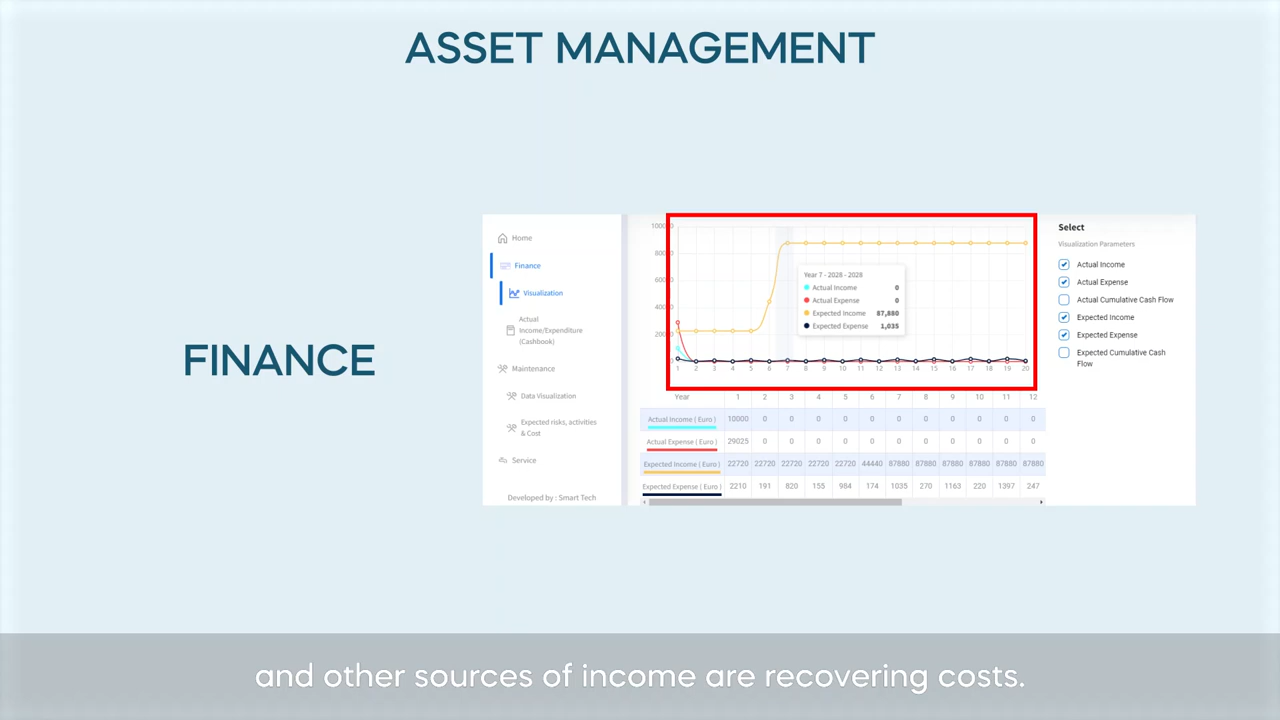 ASSET MANAGEMENT
FINANCE
Home
Finance
Visualization
Actual
Income/Expenditure
(Cashbook)
Maintenance
Data Visualization
Expected risks, activities
& Cost
Service
Developed by : Smart Tech
1 2 3 4 5 6 7 8 9 10 11 12 13 14 15 16 17 18 19 20
Year 7 - 2028 - 2028
Actual Income 0
Actual Expense 0
Expected Income 87,880
Expected Expense 1,035
Year 1 2 3 4 5 6 7 8 9 10 11 12
Actual Income ( Euro ) 10000 0 0 0 0 0 0 0 0 0 0 0
Actual Expense ( Euro ) 29025 0 0 0 0 0 0 0 0 0 0 0
Expected Income ( Euro ) 22720 22720 22720 22720 22720 44440 87880 87880 87880 87880 87880 87880
Expected Expense ( Euro ) 2210 191 820 155 984 174 1035 270 1163 220 1397 247
Select
Visualization Parameters
Actual Income
Actual Expense
Actual Cumulative Cash Flow
Expected Income
Expected Expense
Expected Cumulative Cash
Flow
and other sources of income are recovering costs.